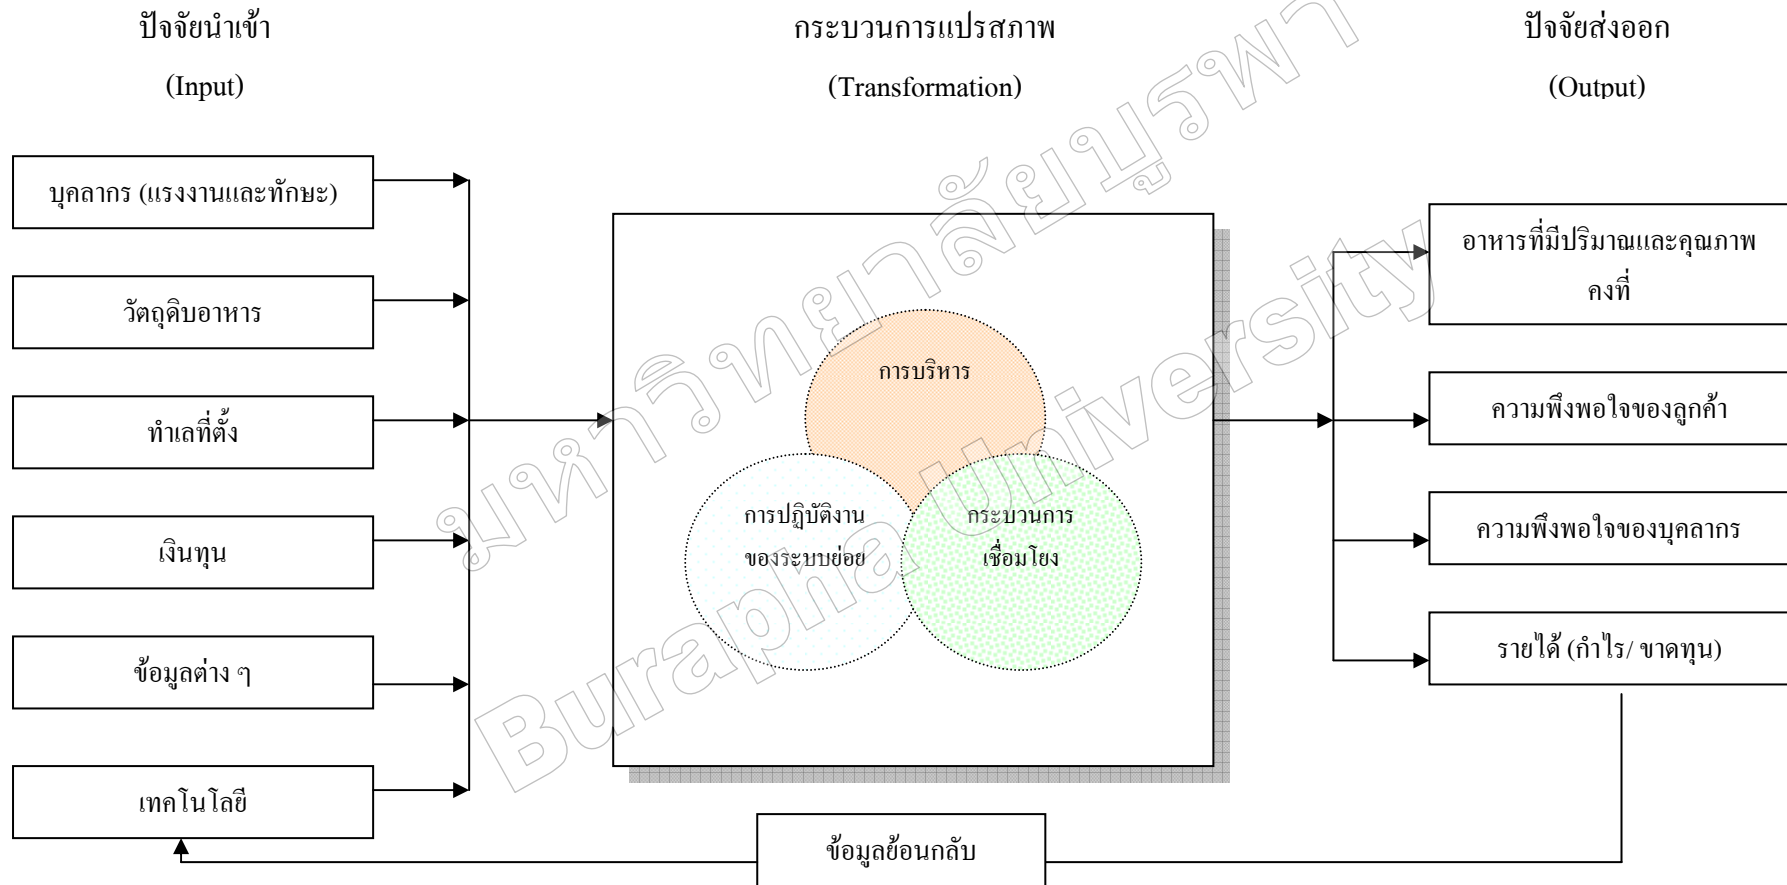 ปัจจัยนำเข้า
(Input)
กระบวนการแปรสภาพ
(Transformation)
ปัจจัยส่งออก
(Output)
บุคลากร (แรงงานและทักษะ)
วัตถุดิบอาหาร
ทำเลที่ตั้ง
เงินทุน
ข้อมูลต่าง ๆ
เทคโนโลยี
การบริหาร
การปฏิบัติงาน
ของระบบย่อย
กระบวนการ
เชื่อมโยง
อาหารที่มีปริมาณและคุณภาพ
คงที่
ความพึงพอใจของลูกค้า
ความพึงพอใจของบุคลากร
รายได้ (กำไร/ ขาดทุน)
ข้อมูลย้อนกลับ
มหาวิทยาลัยบูรพา
Burapha University